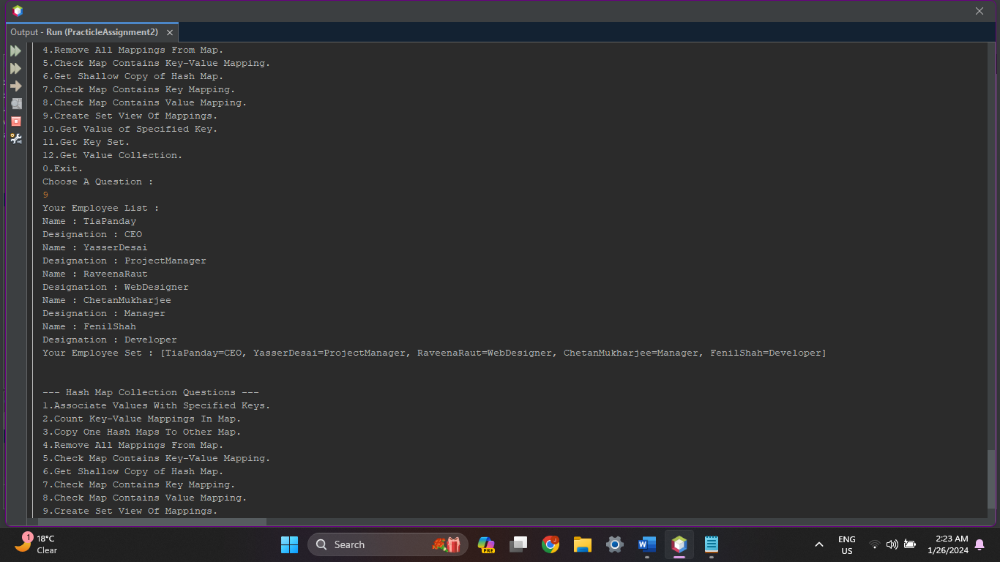 Output - Run (PracticleAssignment2)
4.Remove All Mappings From Map.
5.Check Map Contains Key-Value Mapping.
6.Get Shallow Copy of Hash Map.
7.Check Map Contains Key Mapping.
8.Check Map Contains Value Mapping.
9.Create Set View Of Mappings.
10.Get Value of Specified Key.
11.Get Key Set.
12.Get Value Collection.
0.Exit.
Choose A Question :
9
Your Employee List :
Name : TiaPanday
Designation : CEO
Name : YasserDesai
Designation : ProjectManager
Name : RaveenaRaut
Designation : WebDesigner
Name : ChetanMukharjee
Designation : Manager
Name : FenilShah
Designation : Developer
Your Employee Set : [TiaPanday=CEO, YasserDesai=ProjectManager, RaveenaRaut=WebDesigner, ChetanMukharjee=Manager, FenilShah=Developer]
--- Hash Map Collection Questions ---
1.Associate Values With Specified Keys.
2.Count Key-Value Mappings In Map.
3.Copy One Hash Maps To Other Map.
4.Remove All Mappings From Map.
5.Check Map Contains Key-Value Mapping.
6.Get Shallow Copy of Hash Map.
7.Check Map Contains Key Mapping.
8.Check Map Contains Value Mapping.
9.Create Set View Of Mappings.
1
18°C
Clear
Search
PRE
W
ENG
US
2:23 AM
1/26/2024